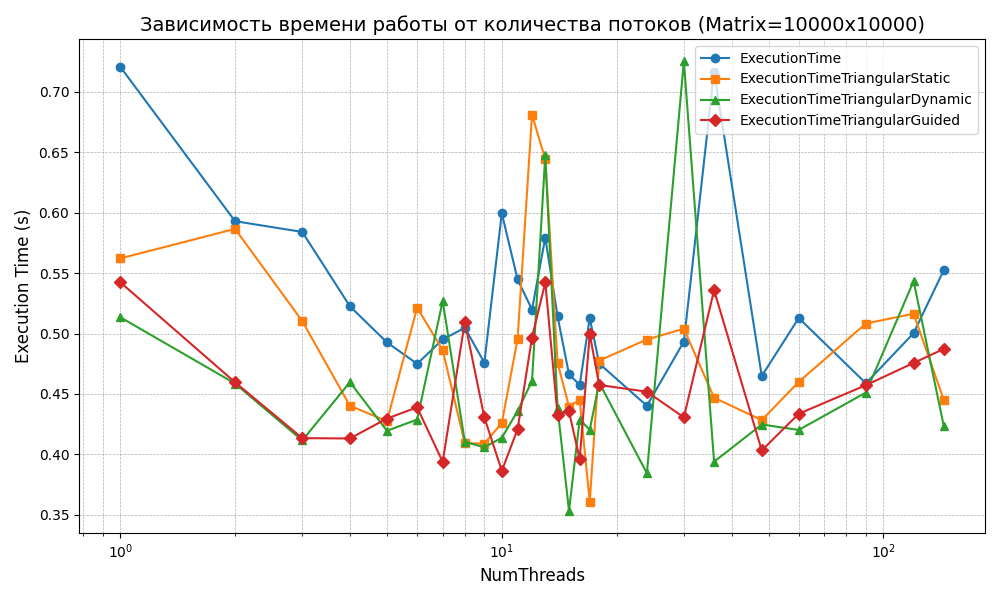 Зависимость времени работы от количества потоков (Matrix=10000x10000)
ExecutionTime
ExecutionTimeTriangularStatic
ExecutionTimeTriangularDynamic
ExecutionTimeTriangularGuided
Execution Time (s)
0.70
0.65
0.60
0.55
0.50
0.45
0.40
0.35
10⁰ 10¹ 10²
NumThreads